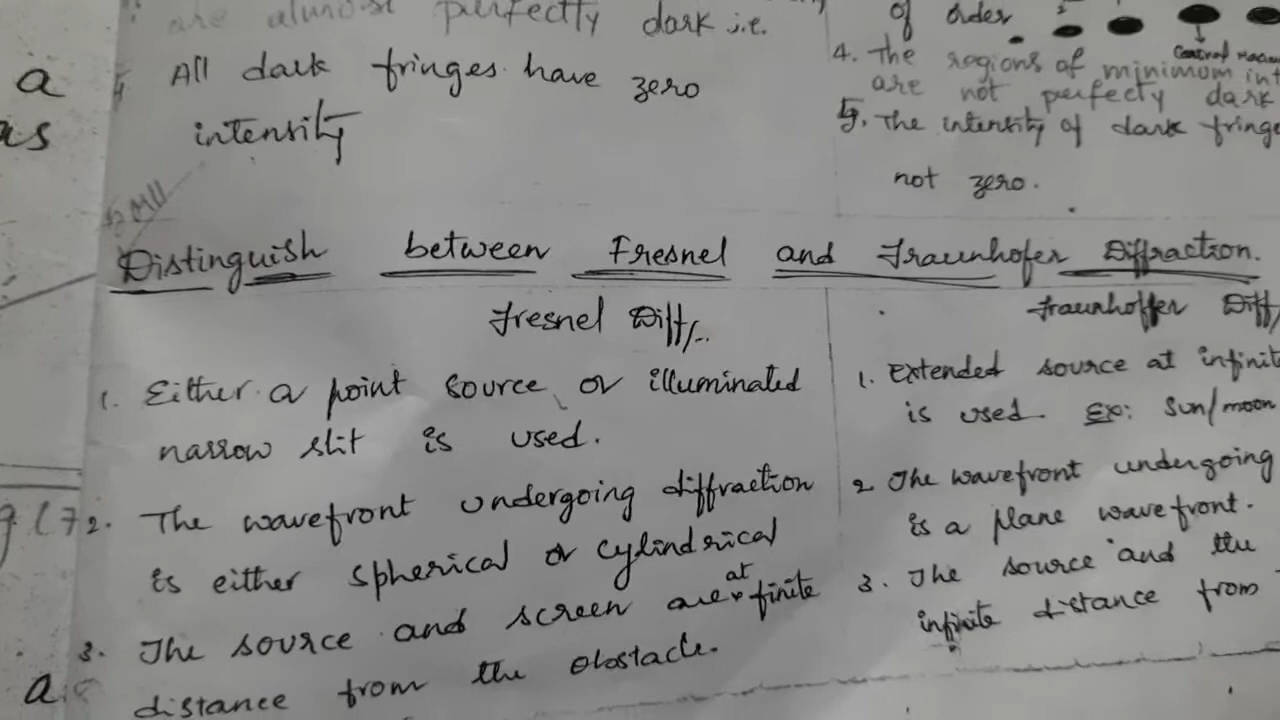 are almost perfectly dark i.e.
5 All dark fringes have zero
intensity
of order
Central
4. The regions of minimum int
are not perfecty dark
5. The intensity of dark fringe
not zero.
a
as
Distinguish between Fresnel and Fraunhofer Diffraction.
Fresnel Diff/..
1. Either a point source or illuminated
narrow slit is used.
2. The wavefront undergoing diffraction
is either spherical or cylindrical
3. The source and screen are at finite
distance from the obstacle.
Fraunhoffer Diff/
1. Extended source at infinit
is used. Ex: Sun/moon
2 The wavefront undergoing
is a plane wavefront.
3. The source and the
infinite distance from
a